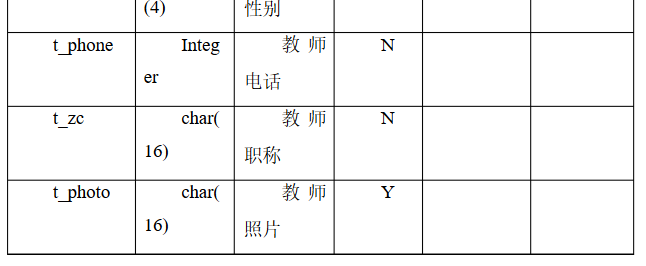 (4) 性别
t_phone Integ 教 师 N
er 电话
t_zc char( 教 师 N
16) 职称
t_photo char( 教 师 Y
16) 照片